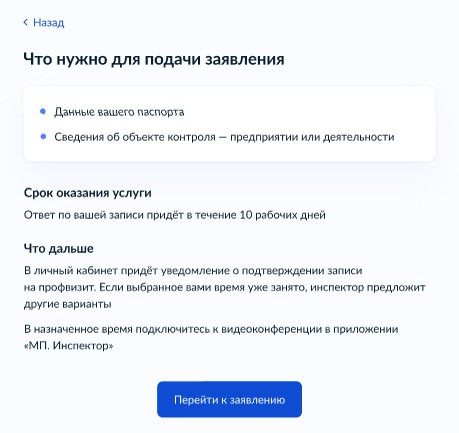 Назад
Что нужно для подачи заявления
Данные вашего паспорта
Сведения об объекте контроля — предприятии или деятельности
Срок оказания услуги
Ответ по вашей записи придёт в течение 10 рабочих дней
Что дальше
В личный кабинет придёт уведомление о подтверждении записи
на профвизит. Если выбранное вами время уже занято, инспектор предложит
другие варианты
В назначенное время подключитесь к видеоконференции в приложении
«МП. Инспектор»
Перейти к заявлению